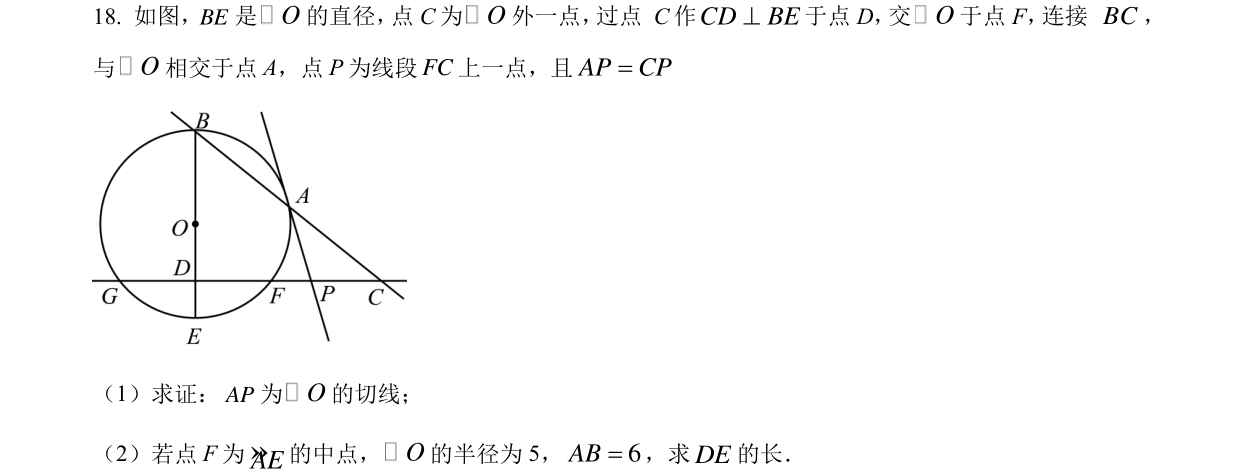 18. 如图，BE 是□ O 的直径，点 C 为□ O 外一点，过点 C 作 CD ⊥ BE 于点 D，交□ O 于点 F，连接 BC，
与□ O 相交于点 A，点 P 为线段 FC 上一点，且 AP = CP
B
A
O
D
G
F
P
C
E
（1）求证：AP 为□ O 的切线；
（2）若点 F 为 AE 的中点，□ O 的半径为 5，AB = 6，求 DE 的长．